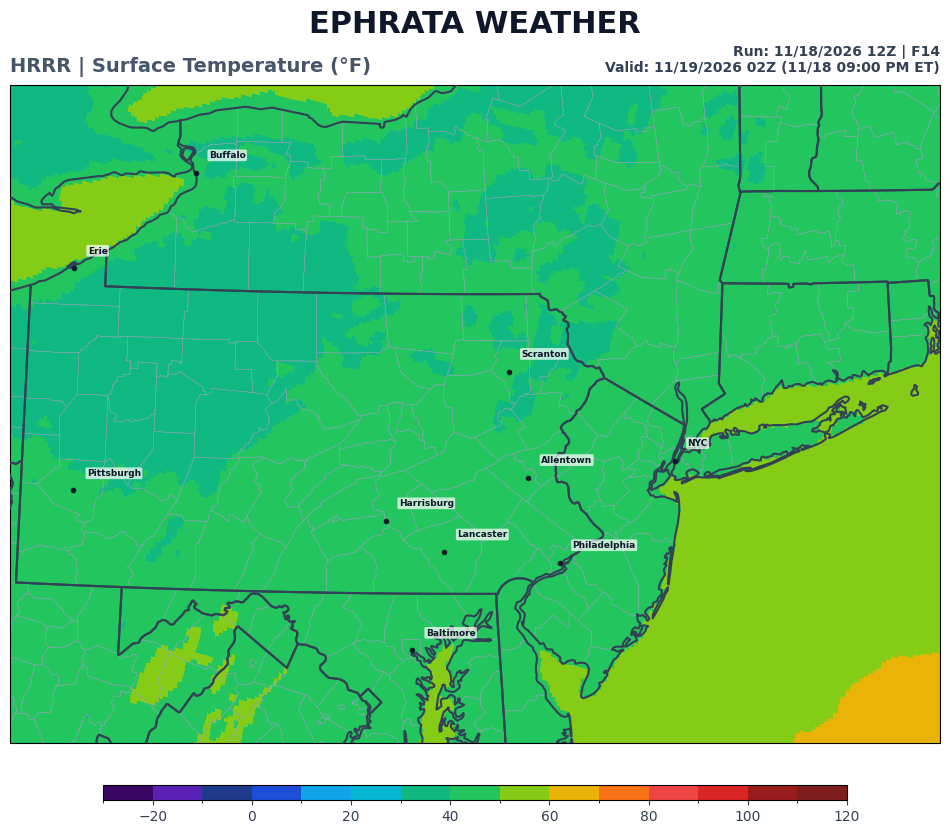 EPHRATA WEATHER
HRRR | Surface Temperature (°F)
Run: 11/18/2026 12Z | F14
Valid: 11/19/2026 02Z (11/18 09:00 PM ET)
Buffalo
Erie
Scranton
NYC
Allentown
Pittsburgh
Harrisburg
Lancaster
Philadelphia
Baltimore
−20 0 20 40 60 80 100 120